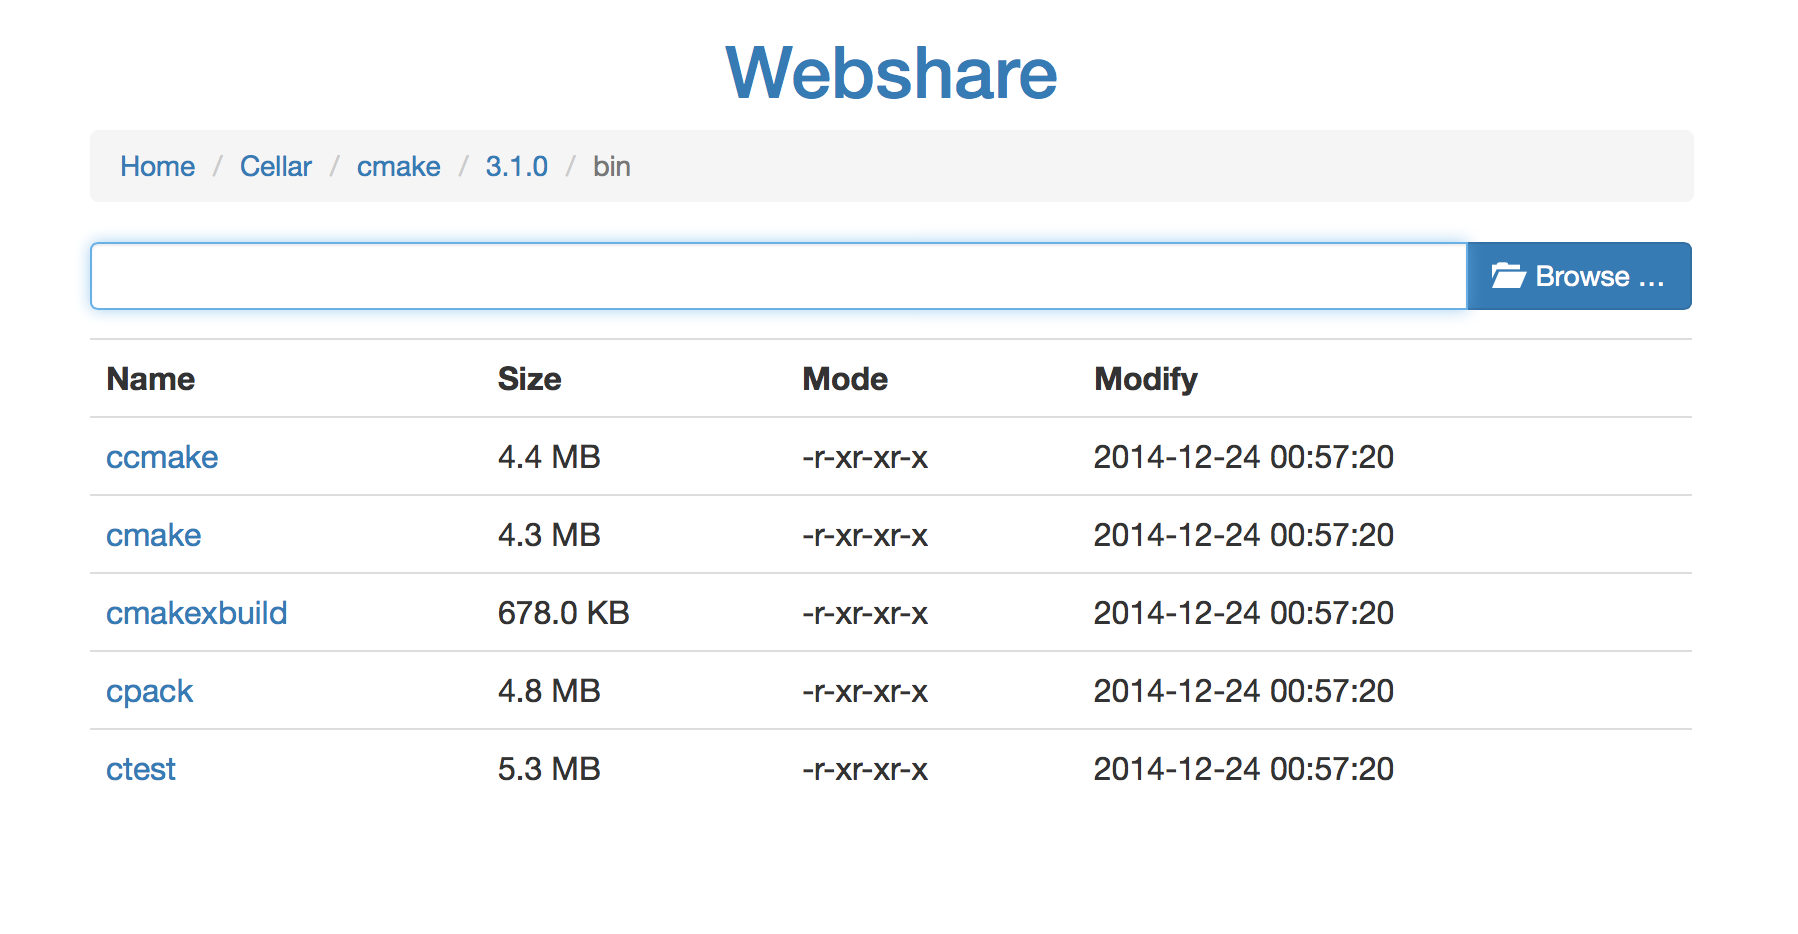 Webshare
Home / Cellar / cmake / 3.1.0 / bin
Browse ...
Name Size Mode Modify
ccmake 4.4 MB -r-xr-xr-x 2014-12-24 00:57:20
cmake 4.3 MB -r-xr-xr-x 2014-12-24 00:57:20
cmakexbuild 678.0 KB -r-xr-xr-x 2014-12-24 00:57:20
cpack 4.8 MB -r-xr-xr-x 2014-12-24 00:57:20
ctest 5.3 MB -r-xr-xr-x 2014-12-24 00:57:20